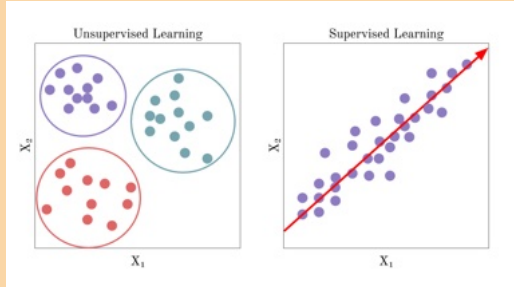 Unsupervised Learning
X₂
X₁
Supervised Learning
X₂
X₁